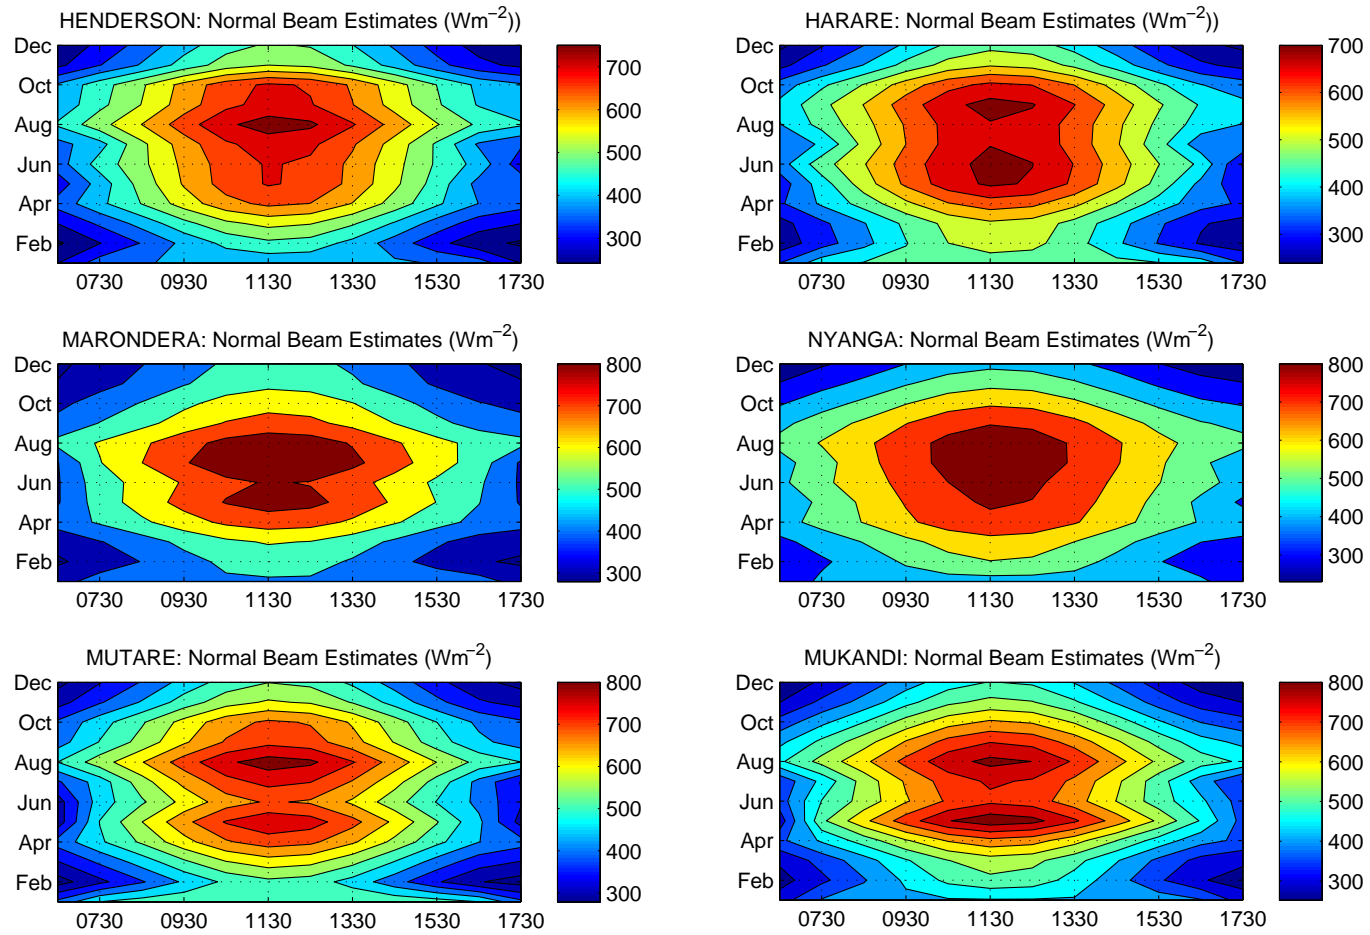 HENDERSON: Normal Beam Estimates (Wm−2))
Dec
Oct
Aug
Jun
Apr
Feb
0730 0930 1130 1330 1530 1730
700
600
500
400
300
HARARE: Normal Beam Estimates (Wm−2))
Dec
Oct
Aug
Jun
Apr
Feb
0730 0930 1130 1330 1530 1730
700
600
500
400
300
MARONDERA: Normal Beam Estimates (Wm−2)
Dec
Oct
Aug
Jun
Apr
Feb
0730 0930 1130 1330 1530 1730
800
700
600
500
400
300
NYANGA: Normal Beam Estimates (Wm−2)
Dec
Oct
Aug
Jun
Apr
Feb
0730 0930 1130 1330 1530 1730
800
700
600
500
400
300
MUTARE: Normal Beam Estimates (Wm−2)
Dec
Oct
Aug
Jun
Apr
Feb
0730 0930 1130 1330 1530 1730
800
700
600
500
400
300
MUKANDI: Normal Beam Estimates (Wm−2)
Dec
Oct
Aug
Jun
Apr
Feb
0730 0930 1130 1330 1530 1730
800
700
600
500
400
300